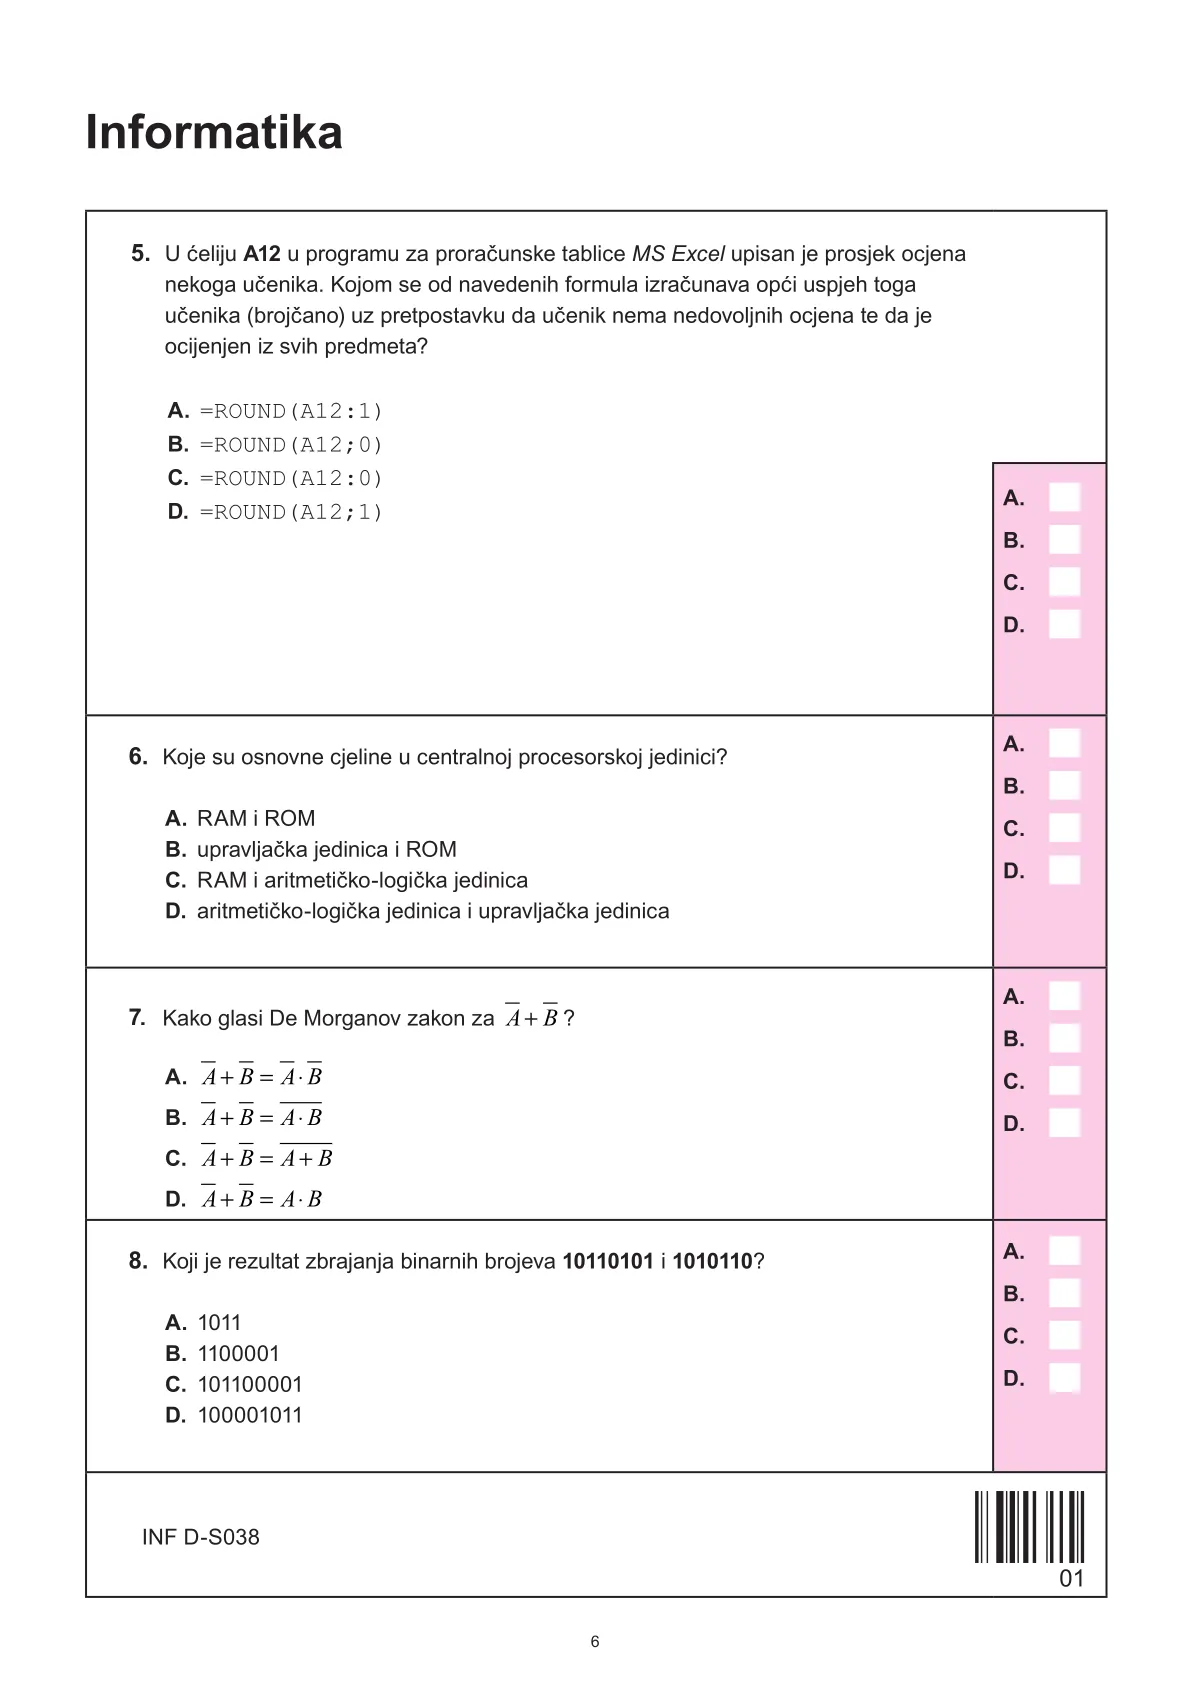 Informatika
5. U ćeliju A12 u programu za proračunske tablice MS Excel upisan je prosjek ocjena
nekoga učenika. Kojom se od navedenih formula izračunava opći uspjeh toga
učenika (brojčano) uz pretpostavku da učenik nema nedovoljnih ocjena te da je
ocijenjen iz svih predmeta?
A. =ROUND(A12:1)
B. =ROUND(A12;0)
C. =ROUND(A12:0)
D. =ROUND(A12;1)
A.
B.
C.
D.
6. Koje su osnovne cjeline u centralnoj procesorskoj jedinici?
A. RAM i ROM
B. upravljačka jedinica i ROM
C. RAM i aritmetičko-logička jedinica
D. aritmetičko-logička jedinica i upravljačka jedinica
A.
B.
C.
D.
7. Kako glasi De Morganov zakon za A̅ + B̅ ?
A. A̅ + B̅ = A̅ · B̅
B. A̅ + B̅ = A̅ ̅·̅ ̅B̅
C. A̅ + B̅ = A̅ ̅+̅ ̅B̅
D. A̅ + B̅ = A · B
A.
B.
C.
D.
8. Koji je rezultat zbrajanja binarnih brojeva 10110101 i 1010110?
A. 1011
B. 1100001
C. 101100001
D. 100001011
A.
B.
C.
D.
INF D-S038
01
6